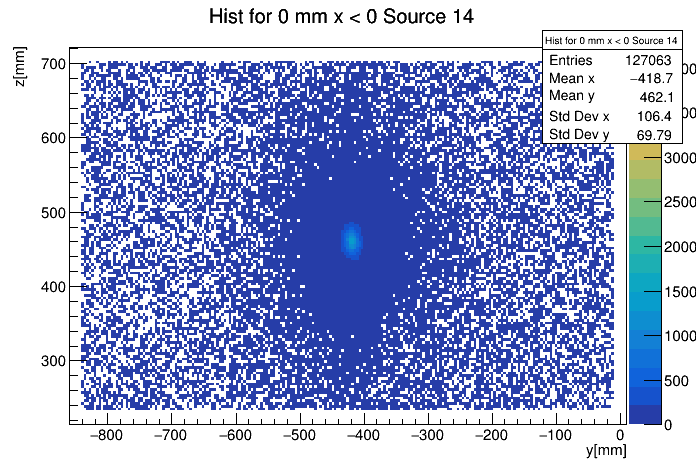 Hist for 0 mm x < 0 Source 14
Hist for 0 mm x < 0 Source 14
Entries 127063
Mean x −418.7
Mean y 462.1
Std Dev x 106.4
Std Dev y 69.79
z[mm]
700
600
500
400
300
−800 −700 −600 −500 −400 −300 −200 −100 0
y[mm]
3000
2500
2000
1500
1000
500
0